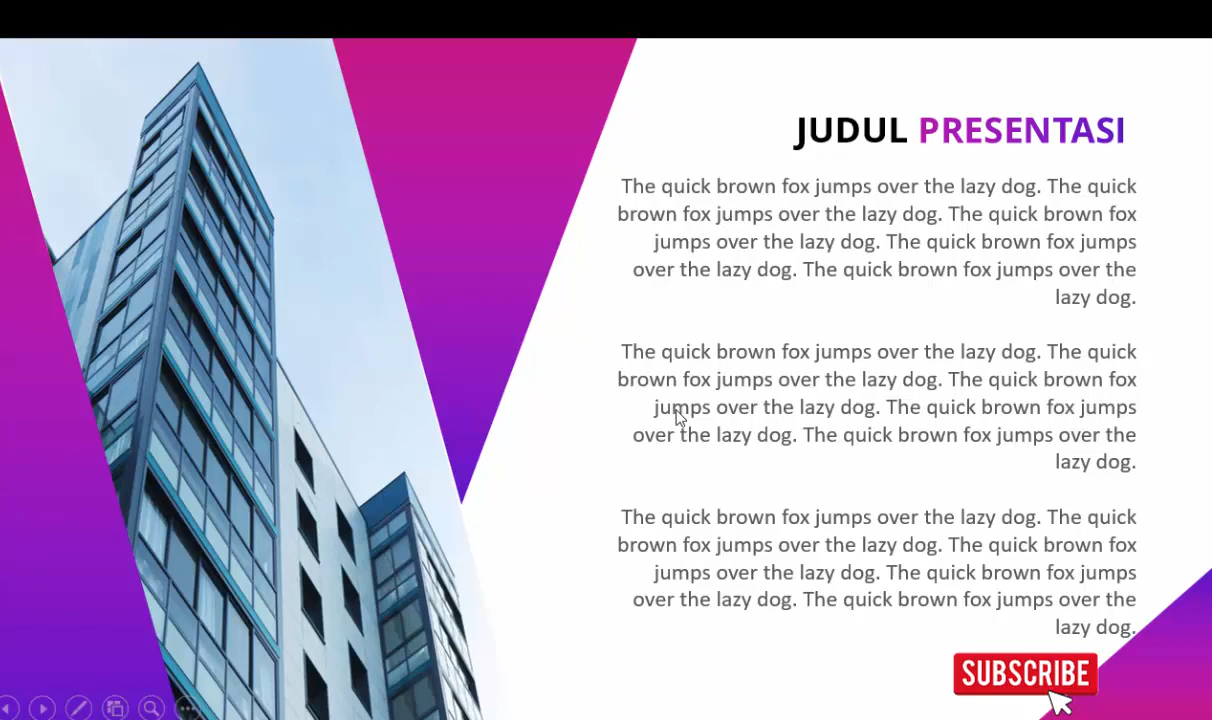 JUDUL PRESENTASI
The quick brown fox jumps over the lazy dog. The quick
brown fox jumps over the lazy dog. The quick brown fox
jumps over the lazy dog. The quick brown fox jumps
over the lazy dog. The quick brown fox jumps over the
lazy dog.
The quick brown fox jumps over the lazy dog. The quick
brown fox jumps over the lazy dog. The quick brown fox
jumps over the lazy dog. The quick brown fox jumps
over the lazy dog. The quick brown fox jumps over the
lazy dog.
The quick brown fox jumps over the lazy dog. The quick
brown fox jumps over the lazy dog. The quick brown fox
jumps over the lazy dog. The quick brown fox jumps
over the lazy dog. The quick brown fox jumps over the
lazy dog.
SUBSCRIBE